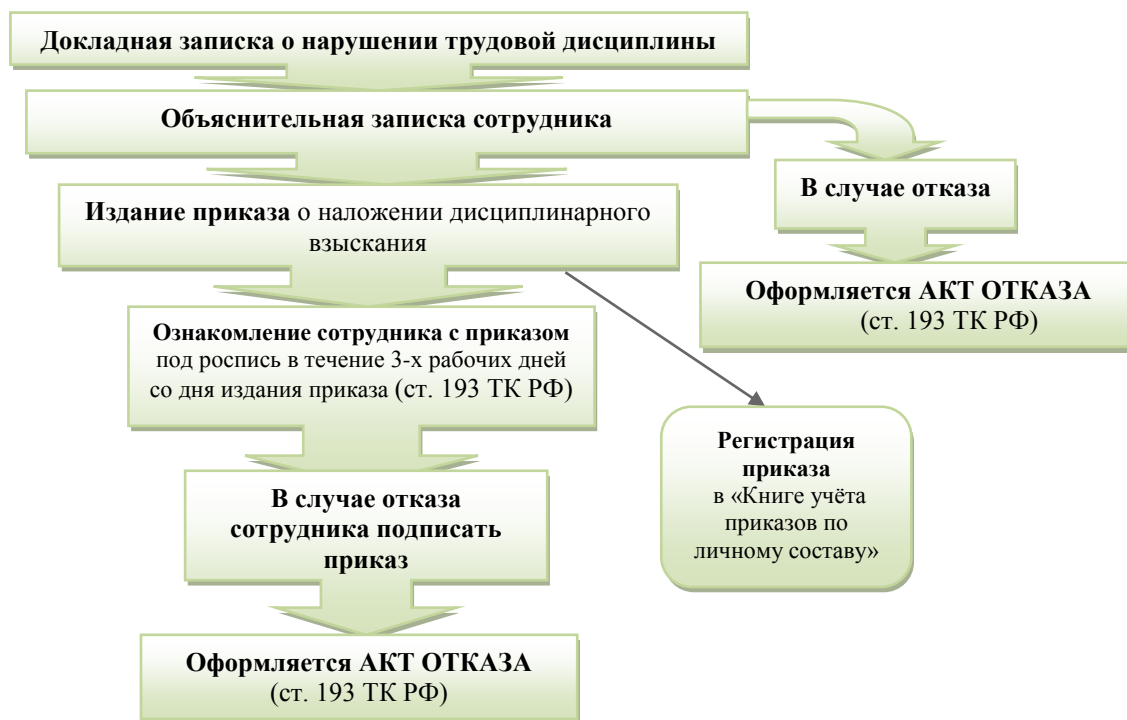 Докладная записка о нарушении трудовой дисциплины
Объяснительная записка сотрудника
В случае отказа
Оформляется АКТ ОТКАЗА
(ст. 193 ТК РФ)
Издание приказа о наложении дисциплинарного
взыскания
Ознакомление сотрудника с приказом
под роспись в течение 3-х рабочих дней
со дня издания приказа (ст. 193 ТК РФ)
Регистрация
приказа
в «Книге учёта
приказов по
личному составу»
В случае отказа
сотрудника подписать
приказ
Оформляется АКТ ОТКАЗА
(ст. 193 ТК РФ)